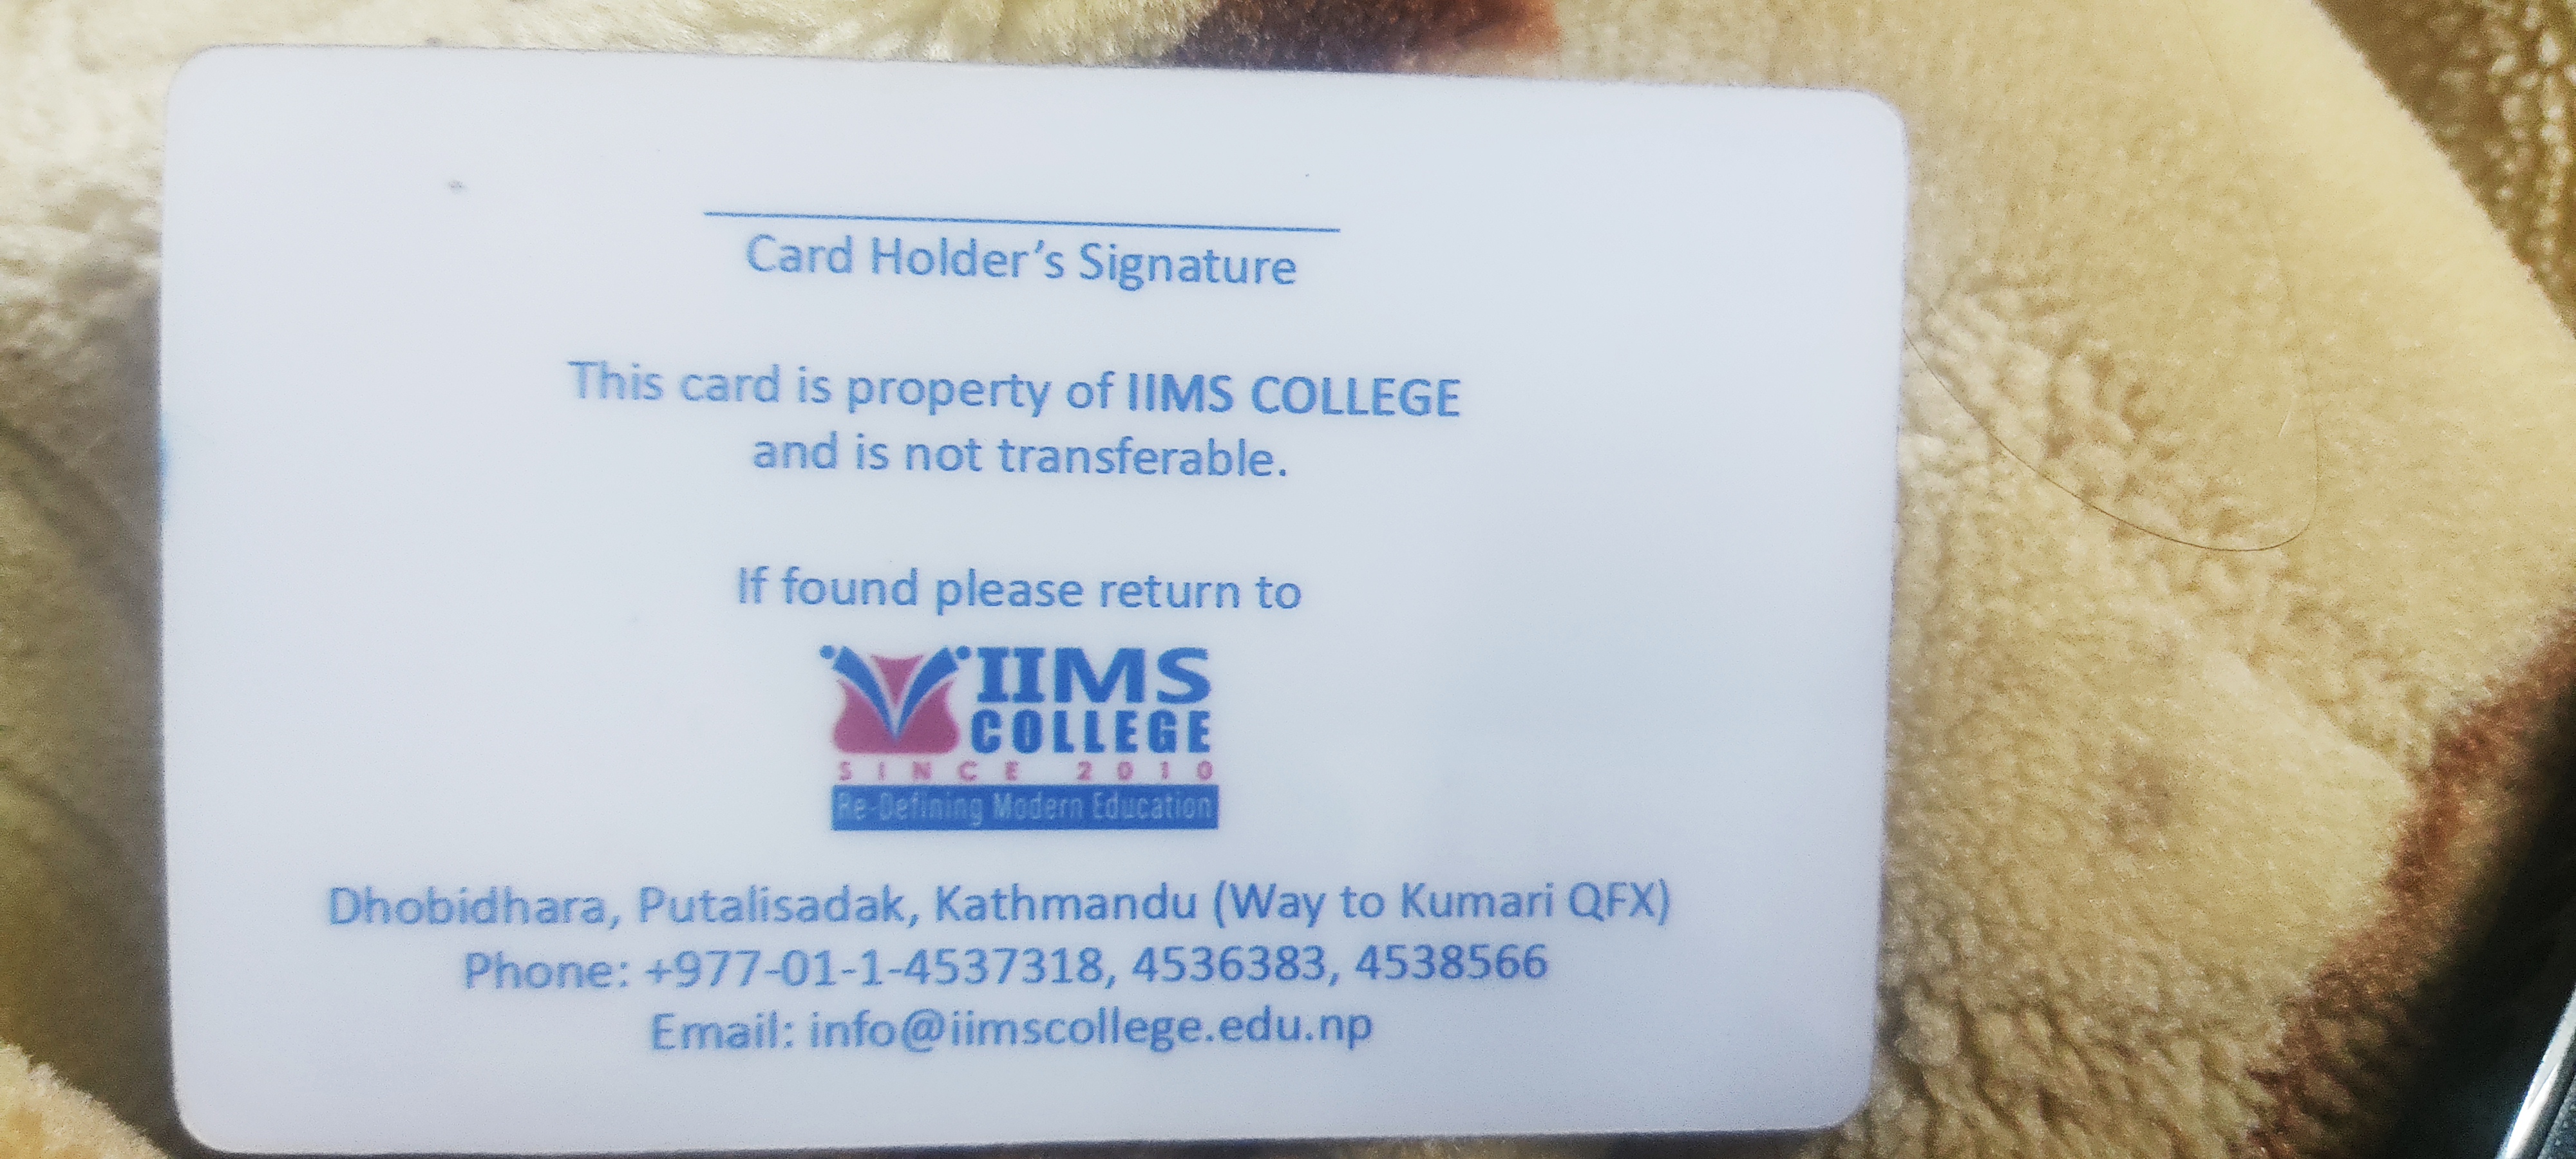 Card Holder's Signature
This card is property of IIMS COLLEGE
and is not transferable.
If found please return to
IIMS
COLLEGE
SINCE 2010
Re-Defining Modern Education
Dhobidhara, Putalisadak, Kathmandu (Way to Kumari QFX)
Phone: +977-01-1-4537318, 4536383, 4538566
Email: info@iimscollege.edu.np